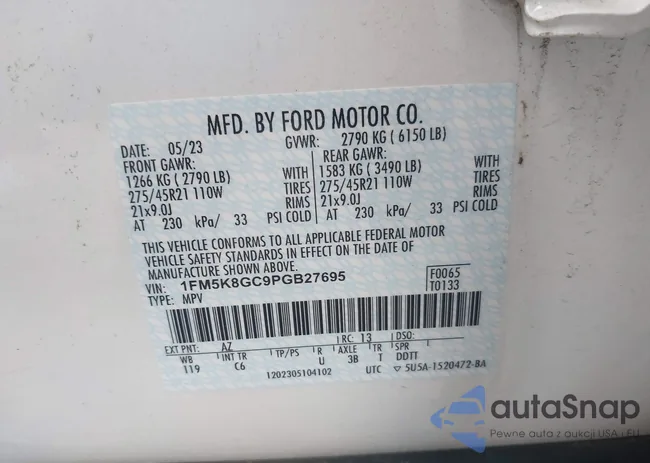 MFD. BY FORD MOTOR CO.
DATE: 05/23 GVWR: 2790 KG ( 6150 LB)
FRONT GAWR: REAR GAWR:
1266 KG ( 2790 LB) WITH 1583 KG ( 3490 LB) WITH
275/45R21 110W TIRES 275/45R21 110W TIRES
21x9.0J RIMS 21x9.0J RIMS
AT 230 kPa/ 33 PSI COLD AT 230 kPa/ 33 PSI COLD
THIS VEHICLE CONFORMS TO ALL APPLICABLE FEDERAL MOTOR
VEHICLE SAFETY STANDARDS IN EFFECT ON THE DATE OF
MANUFACTURE SHOWN ABOVE.
VIN: 1FM5K8GC9PGB27695 F0065
TYPE: MPV T0133
EXT PNT: AZ RC: 13 DSO:
WB INT TR TP/PS R AXLE TR SPR
119 C6 U 3B T DDTT
1202305104102 UTC ▽ 5U5A-1520472-BA
autaSnap
Pewne auta z aukcji USA i EU